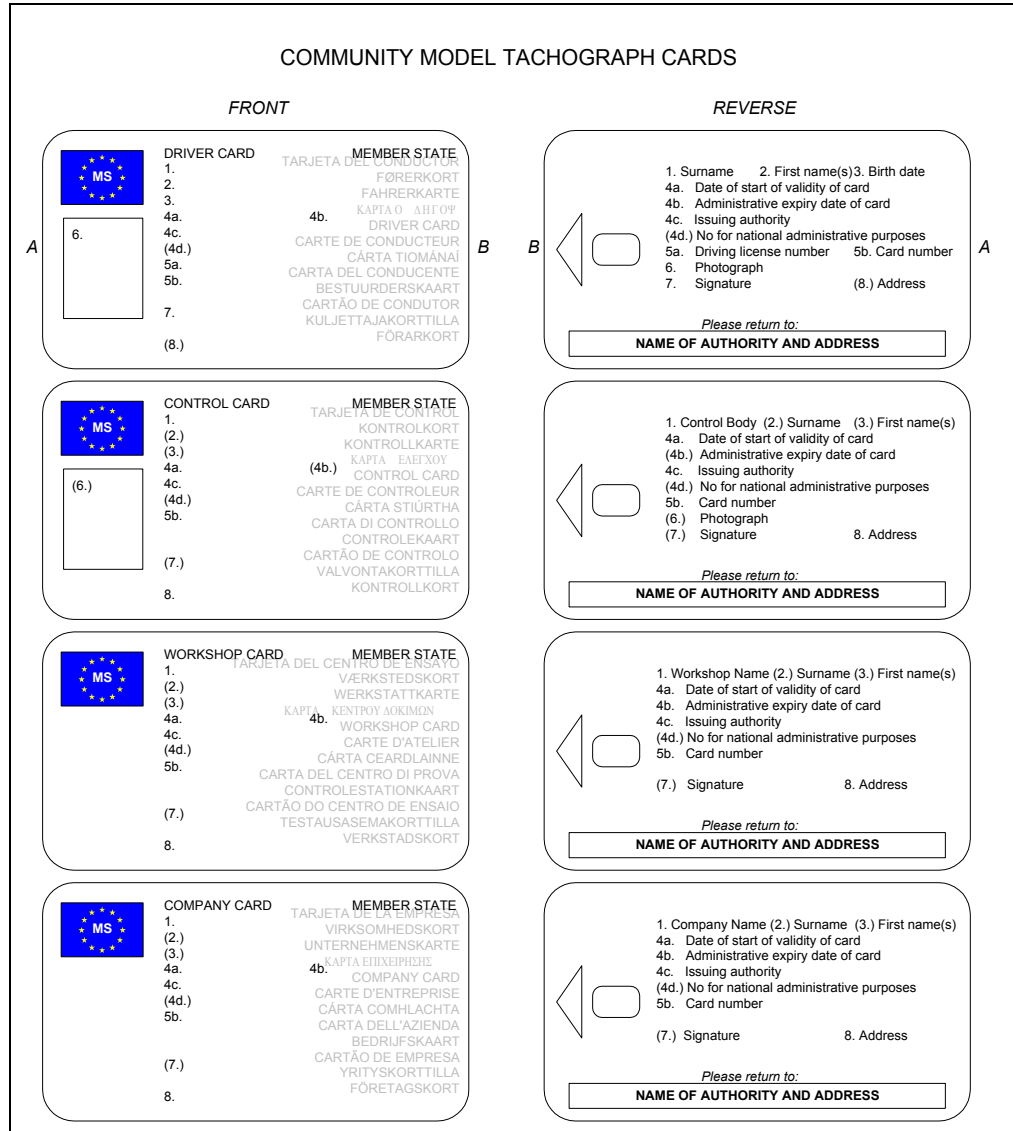 COMMUNITY MODEL TACHOGRAPH CARDS
FRONT
REVERSE
A
B
MS
DRIVER CARD
MEMBER STATE
1.
2.
3.
4a.
4b.
4c.
(4d.)
5a.
5b.
6.
7.
(8.)
TARJETA DEL CONDUCTOR
FØRERKORT
FAHRERKARTE
ΚΑΡΤΑ Ο ΔΗΓΟΨ
DRIVER CARD
CARTE DE CONDUCTEUR
CÁRTA TIOMÁNAÍ
CARTA DEL CONDUCENTE
BESTUURDERSKAART
CARTÃO DE CONDUTOR
KULJETTAJAKORTTILLA
FÖRARKORT
B
A
1. Surname 2. First name(s)3. Birth date
4a. Date of start of validity of card
4b. Administrative expiry date of card
4c. Issuing authority
(4d.) No for national administrative purposes
5a. Driving license number 5b. Card number
6. Photograph
7. Signature (8.) Address
Please return to:
NAME OF AUTHORITY AND ADDRESS
MS
CONTROL CARD
MEMBER STATE
1.
(2.)
(3.)
4a.
(4b.)
4c.
(4d.)
5b.
(6.)
(7.)
8.
TARJETA DE CONTROL
KONTROLKORT
KONTROLLKARTE
ΚΑΡΤΑ ΕΛΕΓΧΟΥ
CONTROL CARD
CARTE DE CONTROLEUR
CÁRTA STIÚRTHA
CARTA DI CONTROLLO
CONTROLEKAART
CARTÃO DE CONTROLO
VALVONTAKORTTILLA
KONTROLLKORT
1. Control Body (2.) Surname (3.) First name(s)
4a. Date of start of validity of card
(4b.) Administrative expiry date of card
4c. Issuing authority
(4d.) No for national administrative purposes
5b. Card number
(6.) Photograph
(7.) Signature 8. Address
Please return to:
NAME OF AUTHORITY AND ADDRESS
MS
WORKSHOP CARD
MEMBER STATE
1.
(2.)
(3.)
4a.
4b.
4c.
(4d.)
5b.
(7.)
8.
TARJETA DEL CENTRO DE ENSAYO
VÆRKSTEDSKORT
WERKSTATTKARTE
ΚΑΡΤΑ ΚΕΝΤΡΟΥ ΔΟΚΙΜΩΝ
WORKSHOP CARD
CARTE D'ATELIER
CÁRTA CEARDLAINNE
CARTA DEL CENTRO DI PROVA
CONTROLESTATIONKAART
CARTÃO DO CENTRO DE ENSAIO
TESTAUSASEMAKORTTILLA
VERKSTADSKORT
1. Workshop Name (2.) Surname (3.) First name(s)
4a. Date of start of validity of card
4b. Administrative expiry date of card
4c. Issuing authority
(4d.) No for national administrative purposes
5b. Card number
(7.) Signature 8. Address
Please return to:
NAME OF AUTHORITY AND ADDRESS
MS
COMPANY CARD
MEMBER STATE
1.
(2.)
(3.)
4a.
4b.
4c.
(4d.)
5b.
(7.)
8.
TARJETA DE LA EMPRESA
VIRKSOMHEDSKORT
UNTERNEHMENSKARTE
ΚΑΡΤΑ ΕΠΙΧΕΙΡΗΣΗΣ
COMPANY CARD
CARTE D'ENTREPRISE
CÁRTA COMHLACHTA
CARTA DELL'AZIENDA
BEDRIJFSKAART
CARTÃO DE EMPRESA
YRITYSKORTTILLA
FÖRETAGSKORT
1. Company Name (2.) Surname (3.) First name(s)
4a. Date of start of validity of card
4b. Administrative expiry date of card
4c. Issuing authority
(4d.) No for national administrative purposes
5b. Card number
(7.) Signature 8. Address
Please return to:
NAME OF AUTHORITY AND ADDRESS